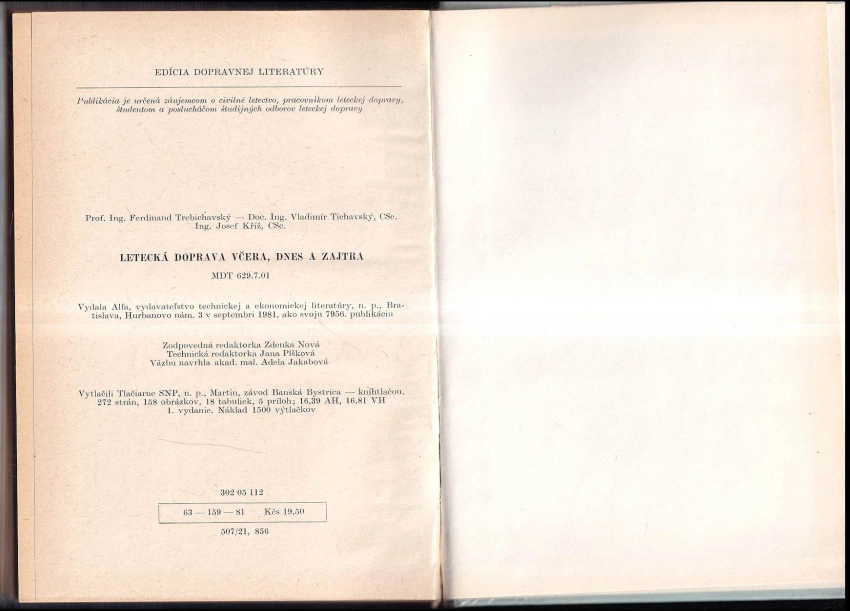 EDÍCIA DOPRAVNEJ LITERATÚRY
Publikácia je určená záujemcom o civilné letectvo, pracovníkom leteckej dopravy,
študentom a poslucháčom študijných odborov leteckej dopravy
Prof. Ing. Ferdinand Trebichavský — Doc. Ing. Vladimír Tichavský, CSc.
Ing. Josef Kříž, CSc.
LETECKÁ DOPRAVA VČERA, DNES A ZAJTRA
MDT 629.7.01
Vydala Alfa, vydavateľstvo technickej a ekonomickej literatúry, n. p., Bra-
tislava, Hurbanovo nám. 3 v septembri 1981, ako svoju 7956. publikáciu
Zodpovedná redaktorka Zdenka Nová
Technická redaktorka Jana Píšková
Väzbu navrhla akad. mal. Adela Jakabová
Vytlačili Tlačiarne SNP, n. p., Martin, závod Banská Bystrica — kníhtlačou.
272 strán, 158 obrázkov, 18 tabuliek, 5 príloh; 16,39 AH, 16,81 VH
1. vydanie. Náklad 1500 výtlačkov
302 05 112
63 — 159 — 81 Kčs 19,50
507/21, 856